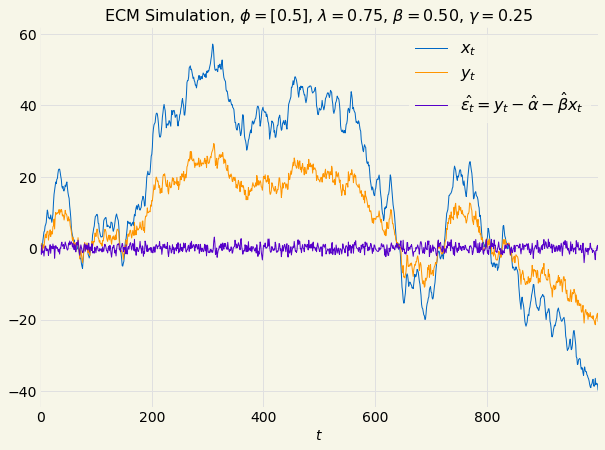 ECM Simulation, ϕ = [0.5], λ = 0.75, β = 0.50, γ = 0.25
60
40
20
0
−20
−40
xₜ
yₜ
ε̂ₜ = yₜ − α̂ − β̂xₜ
0 200 400 600 800
t